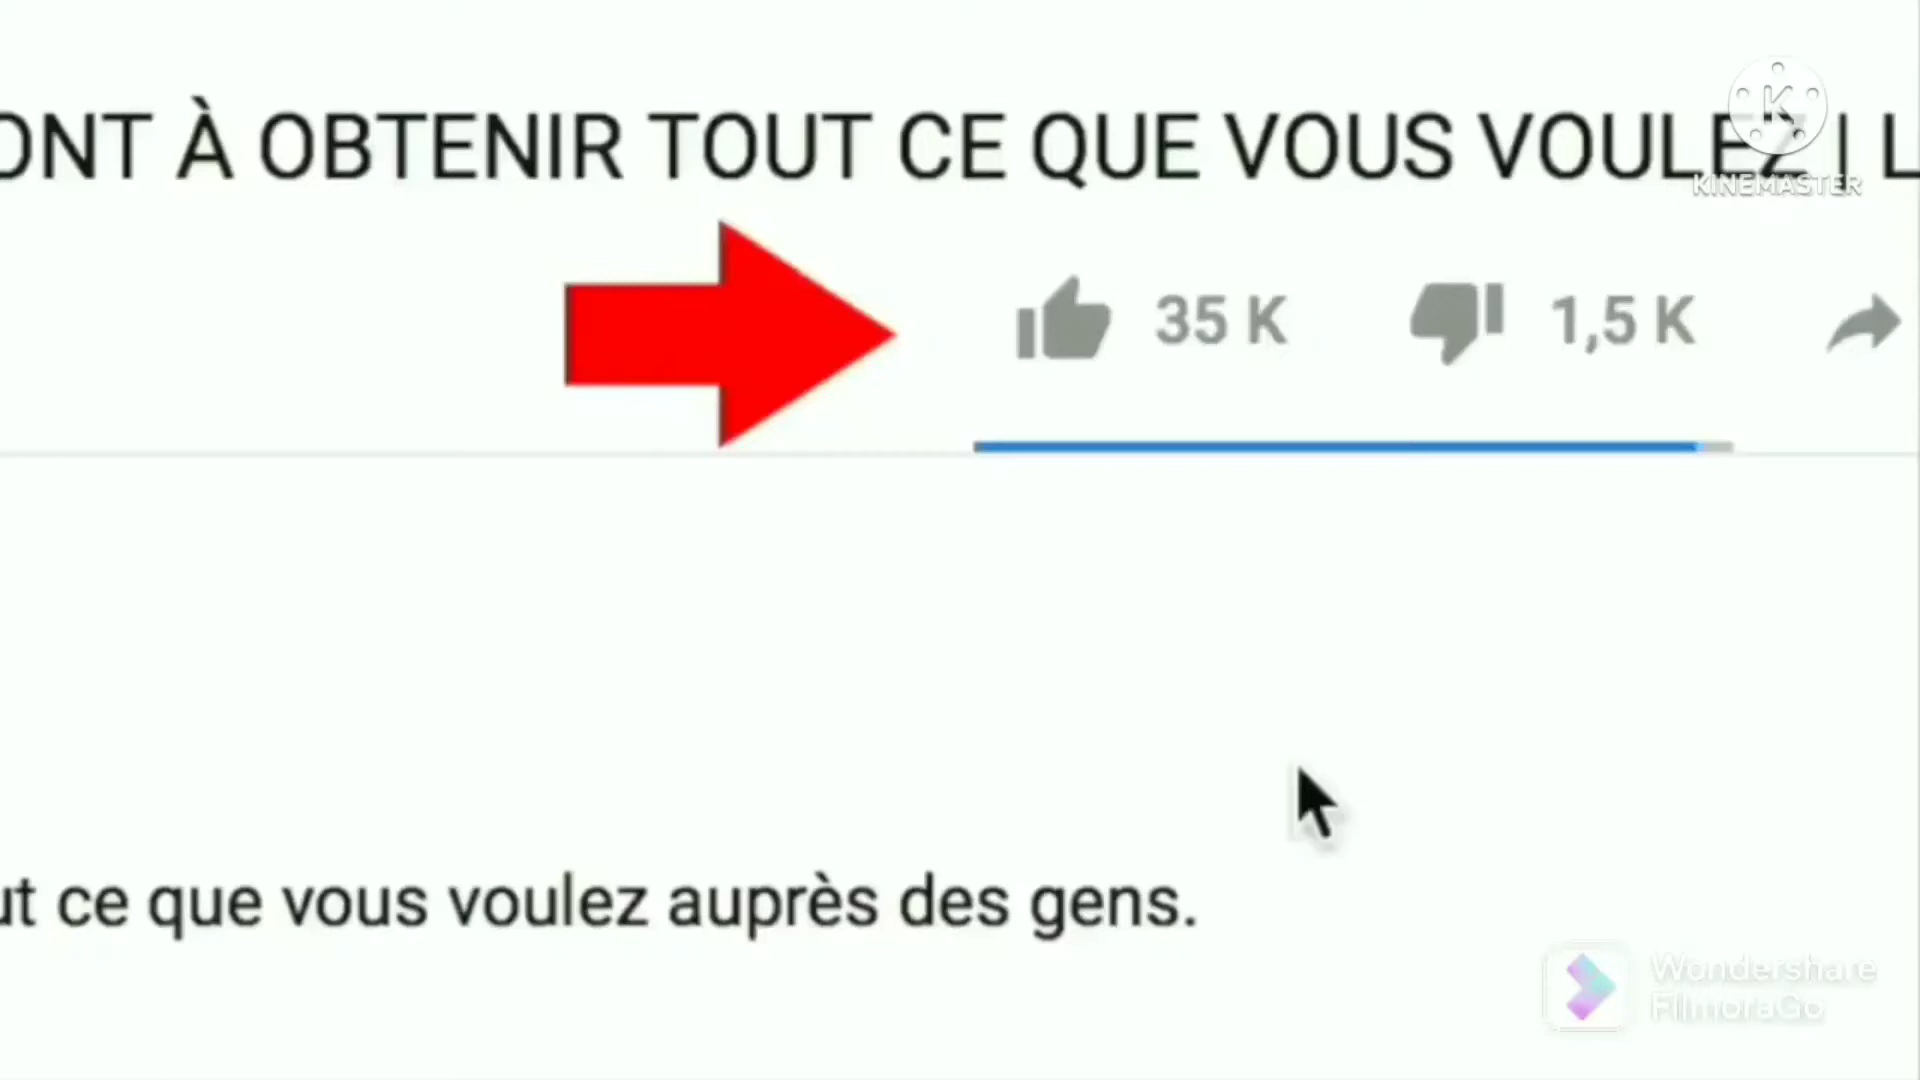 ONT À OBTENIR TOUT CE QUE VOUS VOULEZ | L
K
KINEMASTER
35 K 1,5 K
ut ce que vous voulez auprès des gens.
Wondershare
FilmoraGo